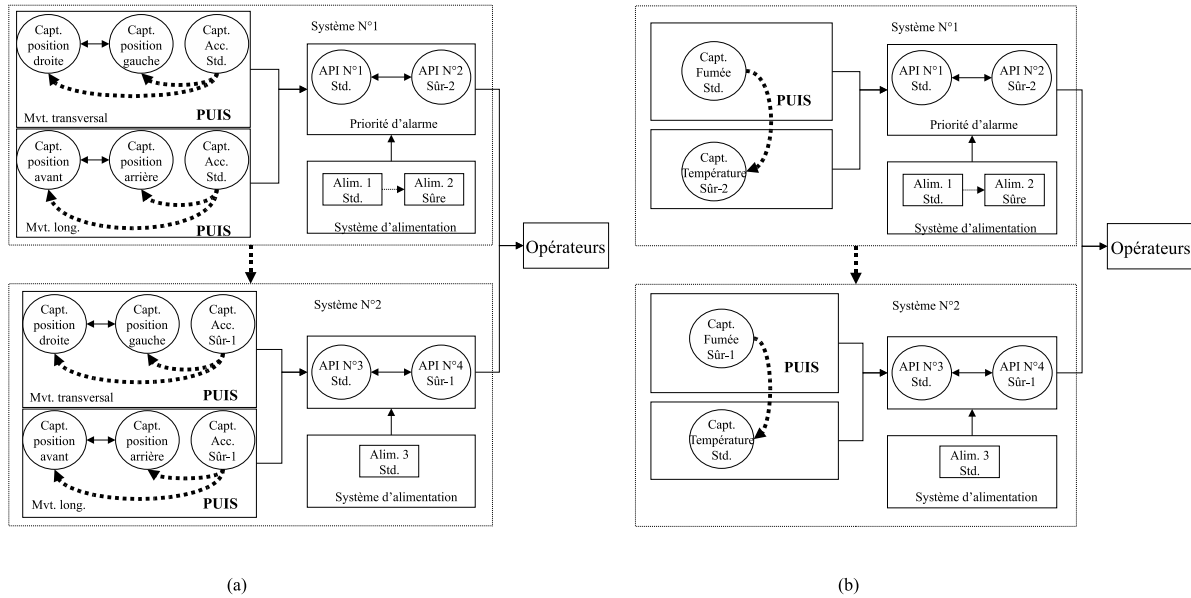 Système N°1
Capt.
position
droite
Capt.
position
gauche
Capt.
Acc.
Std.
PUIS
Mvt. transversal
Capt.
position
avant
Capt.
position
arrière
Capt.
Acc.
Std.
PUIS
Mvt. long.
API N°1
Std.
API N°2
Sûr-2
Priorité d'alarme
Alim. 1
Std.
Alim. 2
Sûre
Système d'alimentation
Opérateurs
Système N°2
Capt.
position
droite
Capt.
position
gauche
Capt.
Acc.
Sûr-1
PUIS
Mvt. transversal
Capt.
position
avant
Capt.
position
arrière
Capt.
Acc.
Sûr-1
PUIS
Mvt. long.
API N°3
Std.
API N°4
Sûr-1
Alim. 3
Std.
Système d'alimentation
(a)
Système N°1
Capt.
Fumée
Std.
PUIS
Capt.
Température
Sûr-2
API N°1
Std.
API N°2
Sûr-2
Priorité d'alarme
Alim. 1
Std.
Alim. 2
Sûre
Système d'alimentation
Opérateurs
Système N°2
Capt.
Fumée
Sûr-1
PUIS
Capt.
Température
Std.
API N°3
Std.
API N°4
Sûr-1
Alim. 3
Std.
Système d'alimentation
(b)